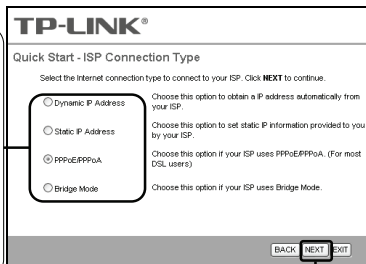 TP-LINK®
Quick Start - ISP Connection Type
Select the Internet connection type to connect to your ISP. Click NEXT to continue.
Dynamic IP Address
Choose this option to obtain a IP address automatically from
your ISP.
Static IP Address
Choose this option to set static IP information provided to you
by your ISP.
PPPoE/PPPoA
Choose this option if your ISP uses PPPoE/PPPoA. (For most
DSL users)
Bridge Mode
Choose this option if your ISP uses Bridge Mode.
BACK NEXT EXIT